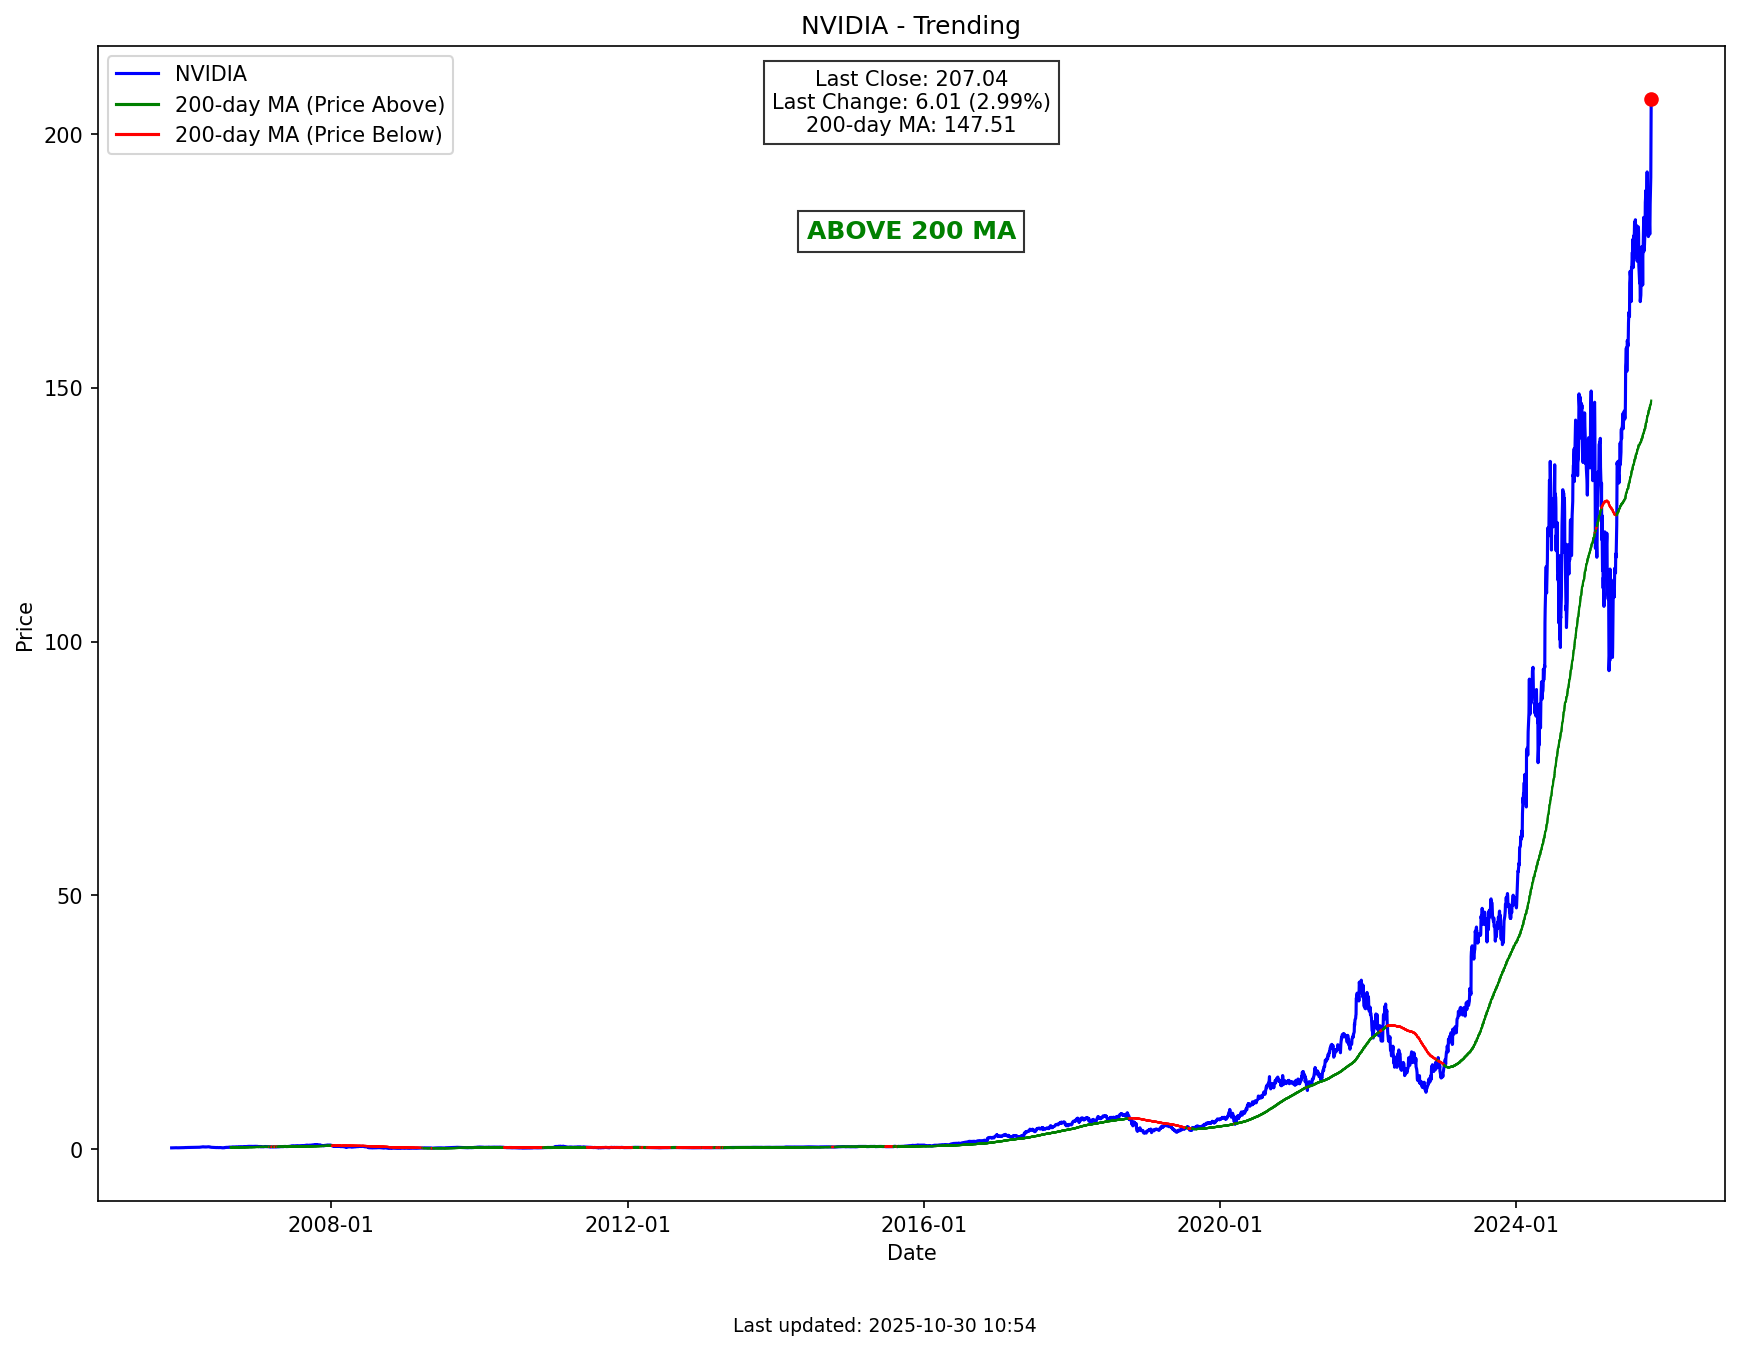 NVIDIA - Trending
NVIDIA
200-day MA (Price Above)
200-day MA (Price Below)
Last Close: 207.04
Last Change: 6.01 (2.99%)
200-day MA: 147.51
ABOVE 200 MA
Price
200
150
100
50
0
2008-01
2012-01
2016-01
2020-01
2024-01
Date
Last updated: 2025-10-30 10:54